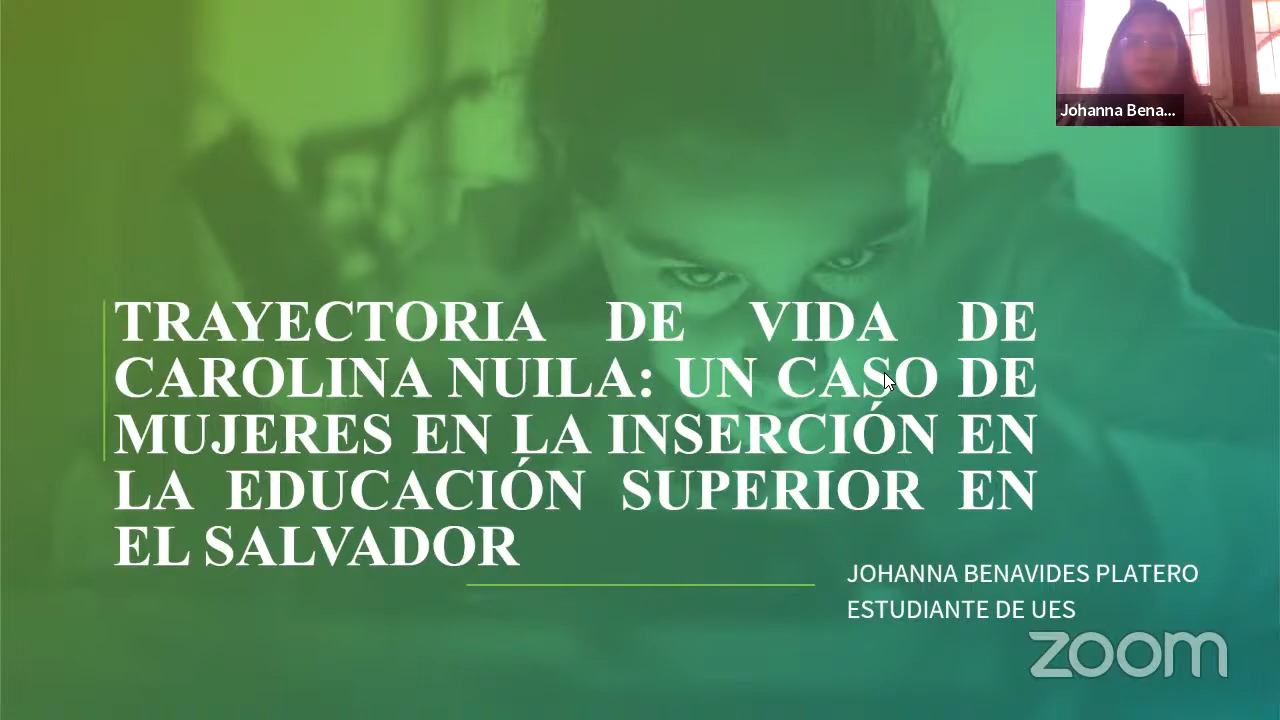 Johanna Bena...
TRAYECTORIA DE VIDA DE
CAROLINA NUILA: UN CASO DE
MUJERES EN LA INSERCIÓN EN
LA EDUCACIÓN SUPERIOR EN
EL SALVADOR
JOHANNA BENAVIDES PLATERO
ESTUDIANTE DE UES
zoom